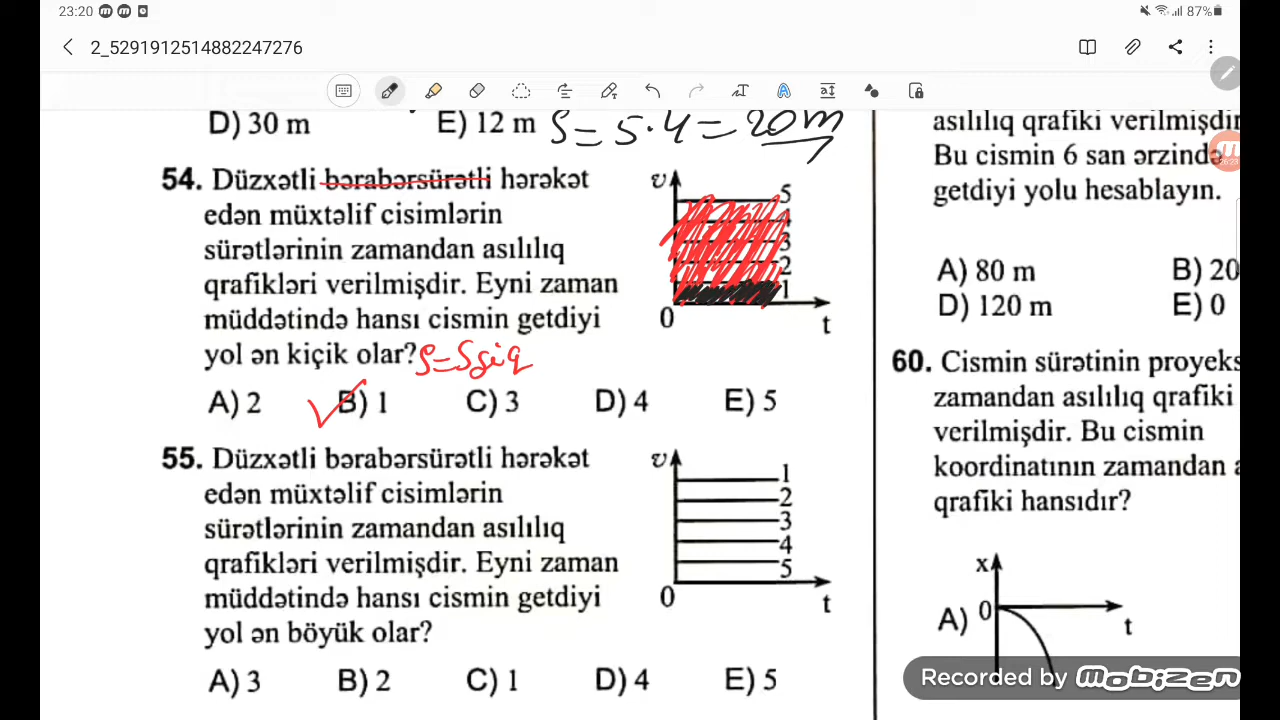 23:20
87%
2_5291912514882247276
D) 30 m E) 12 m S = 5·4 = 20m
54. Düzxətli bərabərsürətli hərəkət
edən müxtəlif cisimlərin
sürətlərinin zamandan asılılıq
qrafikləri verilmişdir. Eyni zaman
müddətində hansı cismin getdiyi
yol ən kiçik olar? S=Sfiq
A) 2 B) 1 C) 3 D) 4 E) 5
υ
5
4
3
2
1
0
t
55. Düzxətli bərabərsürətli hərəkət
edən müxtəlif cisimlərin
sürətlərinin zamandan asılılıq
qrafikləri verilmişdir. Eyni zaman
müddətində hansı cismin getdiyi
yol ən böyük olar?
A) 3 B) 2 C) 1 D) 4 E) 5
υ
1
2
3
4
5
0
t
asılılıq qrafiki verilmişdir
Bu cismin 6 san ərzində
getdiyi yolu hesablayın.
A) 80 m B) 20
D) 120 m E) 0
60. Cismin sürətinin proyeks
zamandan asılılıq qrafiki
verilmişdir. Bu cismin
koordinatının zamandan a
qrafiki hansıdır?
A)
x
0
t
Recorded by mobizen